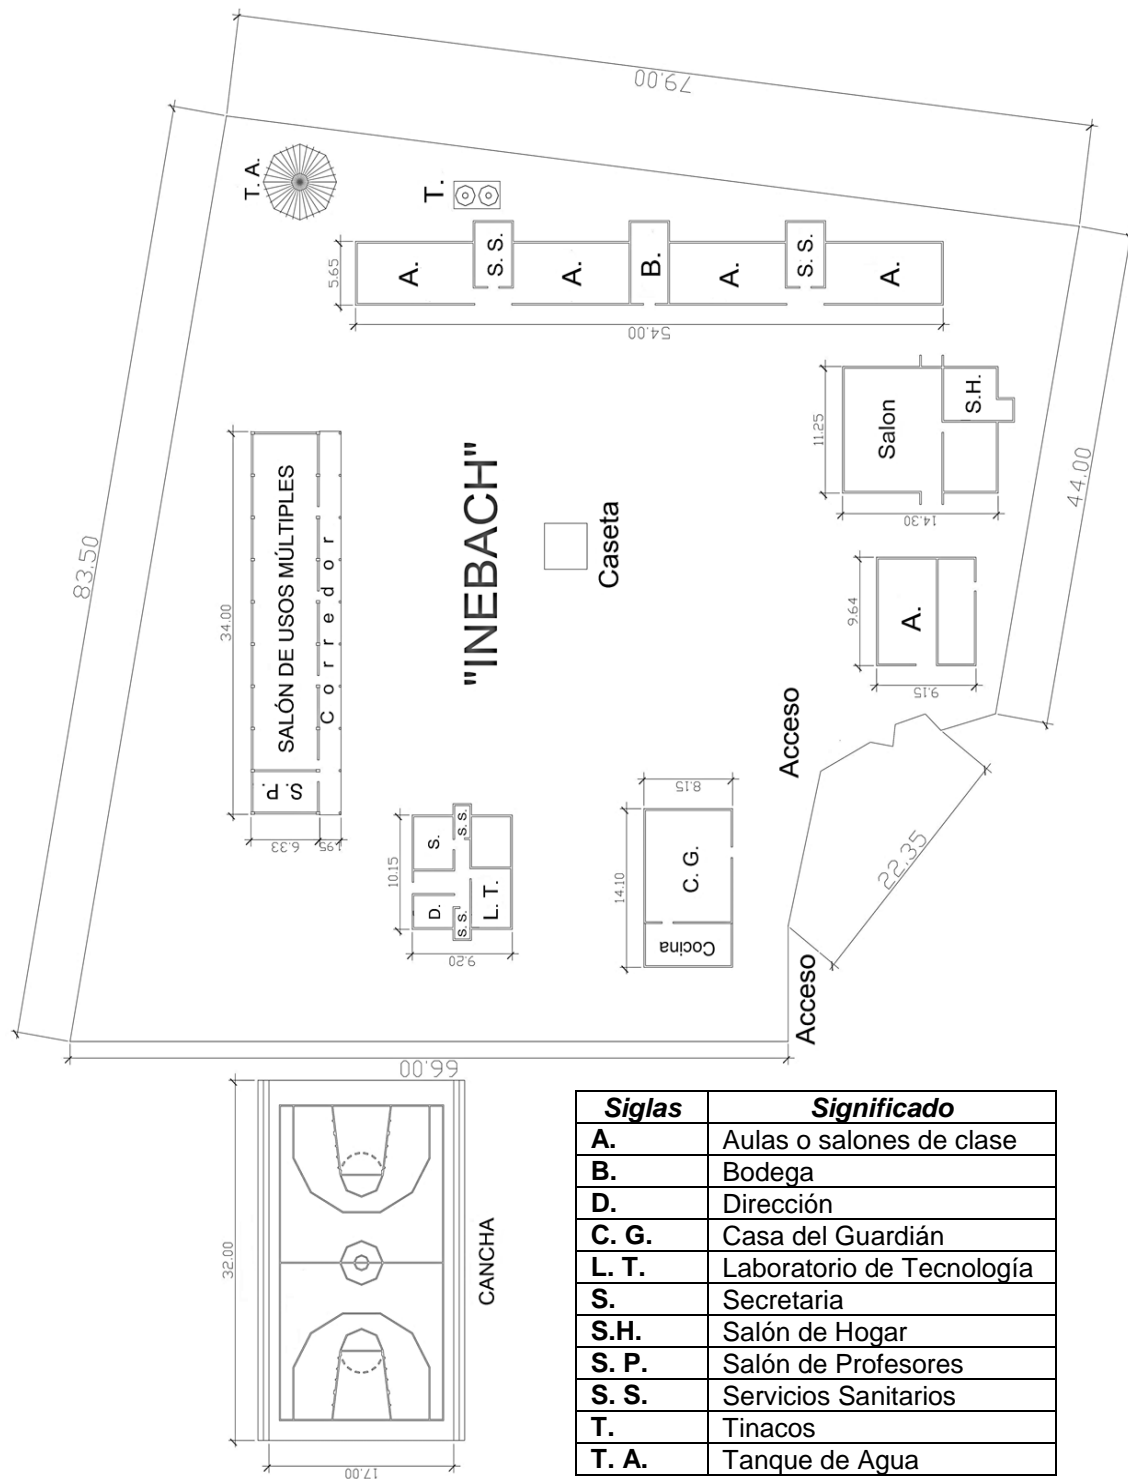 79.00
83.50
T. A.
T.
5.65
A.
S. S.
A.
B.
A.
S. S.
A.
54.00
34.00
SALÓN DE USOS MÚLTIPLES
Corredor
S. P.
6.33
1.95
"INEBACH"
Caseta
11.25
Salon
S.H.
14.30
44.00
9.64
A.
9.15
Acceso
22.35
10.15
S.
S. S.
D.
S. S.
L. T.
9.20
8.15
14.10
C. G.
Cocina
Acceso
66.00
32.00
CANCHA
17.00
Siglas Significado
A. Aulas o salones de clase
B. Bodega
D. Dirección
C. G. Casa del Guardián
L. T. Laboratorio de Tecnología
S. Secretaria
S.H. Salón de Hogar
S. P. Salón de Profesores
S. S. Servicios Sanitarios
T. Tinacos
T. A. Tanque de Agua